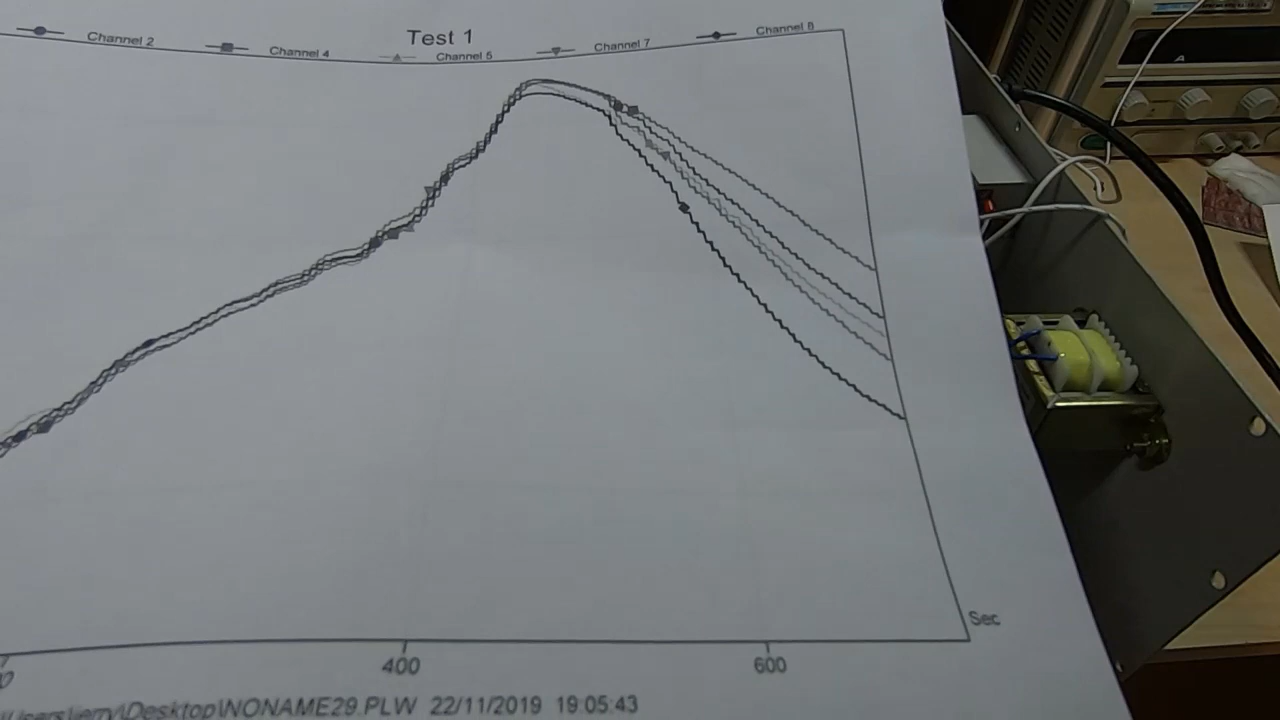 Test 1
Channel 2 Channel 4 Channel 5 Channel 7 Channel 8
Sec
400 600
\Desktop\NONAME29.PLW 22/11/2019 19:05:43